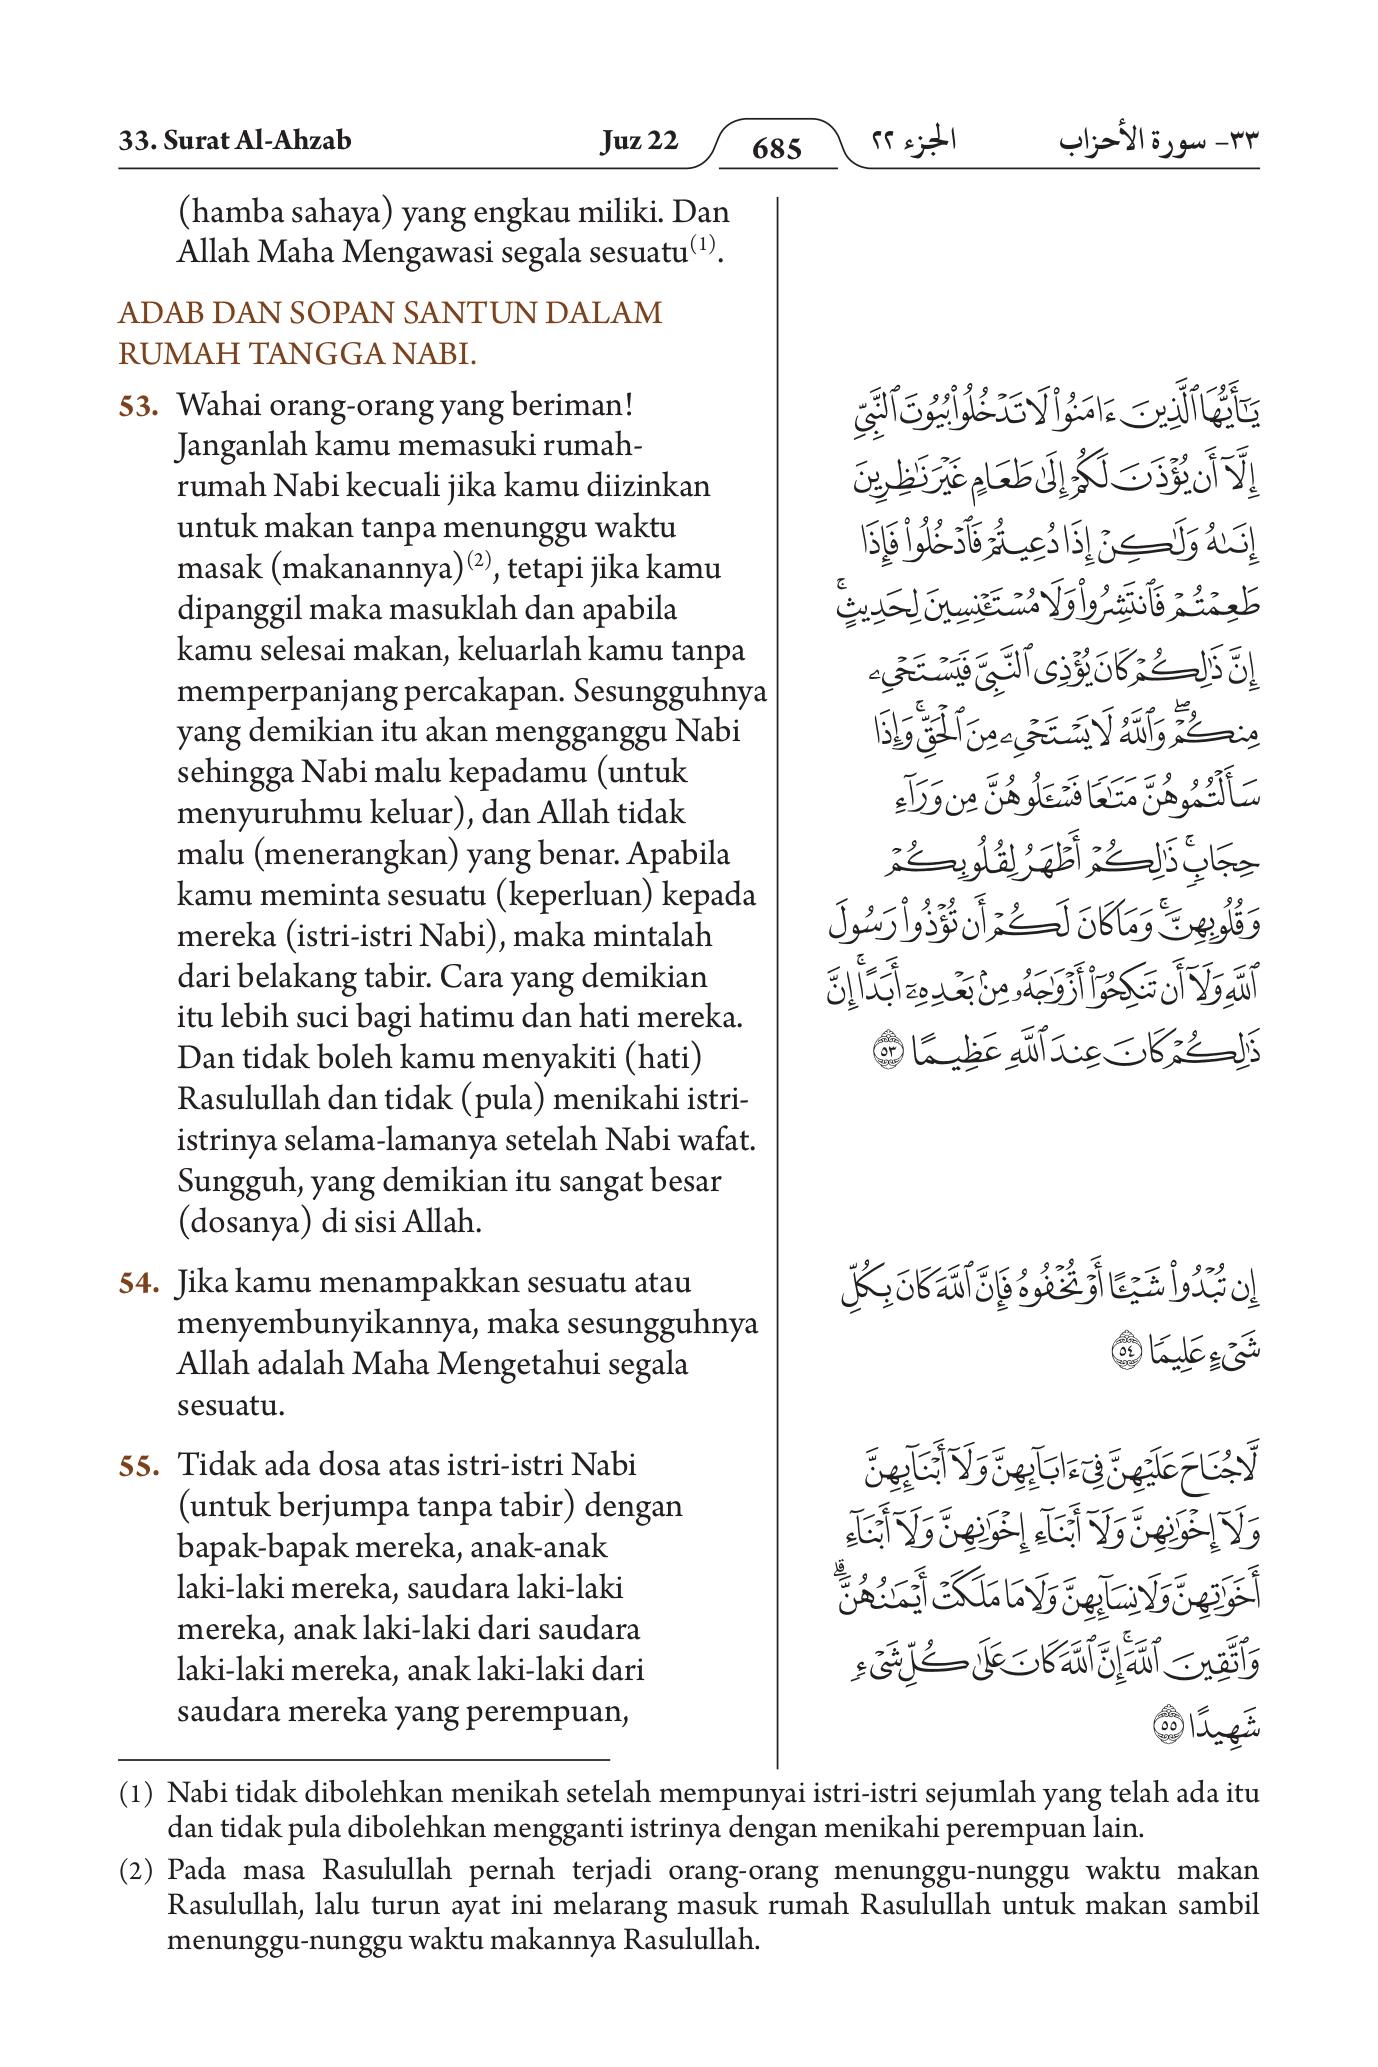 33. Surat Al-Ahzab
Juz 22
685
الجزء ٢٢
٣٣- سورة الأحزاب
(hamba sahaya) yang engkau miliki. Dan
Allah Maha Mengawasi segala sesuatu(1).
ADAB DAN SOPAN SANTUN DALAM
RUMAH TANGGA NABI.
53. Wahai orang-orang yang beriman!
Janganlah kamu memasuki rumah-
rumah Nabi kecuali jika kamu diizinkan
untuk makan tanpa menunggu waktu
masak (makanannya)(2), tetapi jika kamu
dipanggil maka masuklah dan apabila
kamu selesai makan, keluarlah kamu tanpa
memperpanjang percakapan. Sesungguhnya
yang demikian itu akan mengganggu Nabi
sehingga Nabi malu kepadamu (untuk
menyuruhmu keluar), dan Allah tidak
malu (menerangkan) yang benar. Apabila
kamu meminta sesuatu (keperluan) kepada
mereka (istri-istri Nabi), maka mintalah
dari belakang tabir. Cara yang demikian
itu lebih suci bagi hatimu dan hati mereka.
Dan tidak boleh kamu menyakiti (hati)
Rasulullah dan tidak (pula) menikahi istri-
istrinya selama-lamanya setelah Nabi wafat.
Sungguh, yang demikian itu sangat besar
(dosanya) di sisi Allah.
54. Jika kamu menampakkan sesuatu atau
menyembunyikannya, maka sesungguhnya
Allah adalah Maha Mengetahui segala
sesuatu.
55. Tidak ada dosa atas istri-istri Nabi
(untuk berjumpa tanpa tabir) dengan
bapak-bapak mereka, anak-anak
laki-laki mereka, saudara laki-laki
mereka, anak laki-laki dari saudara
laki-laki mereka, anak laki-laki dari
saudara mereka yang perempuan,
يَـٰٓأَيُّهَا ٱلَّذِينَ ءَامَنُوا۟ لَا تَدْخُلُوا۟ بُيُوتَ ٱلنَّبِىِّ
إِلَّآ أَن يُؤْذَنَ لَكُمْ إِلَىٰ طَعَامٍ غَيْرَ نَـٰظِرِينَ
إِنَىٰهُ وَلَـٰكِنْ إِذَا دُعِيتُمْ فَٱدْخُلُوا۟ فَإِذَا
طَعِمْتُمْ فَٱنتَشِرُوا۟ وَلَا مُسْتَـْٔنِسِينَ لِحَدِيثٍ ۚ
إِنَّ ذَٰلِكُمْ كَانَ يُؤْذِى ٱلنَّبِىَّ فَيَسْتَحْىِۦ
مِنكُمْ ۖ وَٱللَّهُ لَا يَسْتَحْىِۦ مِنَ ٱلْحَقِّ ۚ وَإِذَا
سَأَلْتُمُوهُنَّ مَتَـٰعًا فَسْـَٔلُوهُنَّ مِن وَرَآءِ
حِجَابٍ ۚ ذَٰلِكُمْ أَطْهَرُ لِقُلُوبِكُمْ
وَقُلُوبِهِنَّ ۚ وَمَا كَانَ لَكُمْ أَن تُؤْذُوا۟ رَسُولَ
ٱللَّهِ وَلَآ أَن تَنكِحُوٓا۟ أَزْوَٰجَهُۥ مِنۢ بَعْدِهِۦٓ أَبَدًا ۚ إِنَّ
ذَٰلِكُمْ كَانَ عِندَ ٱللَّهِ عَظِيمًا ٥٣
إِن تُبْدُوا۟ شَيْـًٔا أَوْ تُخْفُوهُ فَإِنَّ ٱللَّهَ كَانَ بِكُلِّ
شَىْءٍ عَلِيمًا ٥٤
لَّا جُنَاحَ عَلَيْهِنَّ فِىٓ ءَابَآئِهِنَّ وَلَآ أَبْنَآئِهِنَّ
وَلَآ إِخْوَٰنِهِنَّ وَلَآ أَبْنَآءِ إِخْوَٰنِهِنَّ وَلَآ أَبْنَآءِ
أَخَوَٰتِهِنَّ وَلَا نِسَآئِهِنَّ وَلَا مَا مَلَكَتْ أَيْمَـٰنُهُنَّ ۗ
وَٱتَّقِينَ ٱللَّهَ ۚ إِنَّ ٱللَّهَ كَانَ عَلَىٰ كُلِّ شَىْءٍ
شَهِيدًا ٥٥
(1) Nabi tidak dibolehkan menikah setelah mempunyai istri-istri sejumlah yang telah ada itu
dan tidak pula dibolehkan mengganti istrinya dengan menikahi perempuan lain.
(2) Pada masa Rasulullah pernah terjadi orang-orang menunggu-nunggu waktu makan
Rasulullah, lalu turun ayat ini melarang masuk rumah Rasulullah untuk makan sambil
menunggu-nunggu waktu makannya Rasulullah.